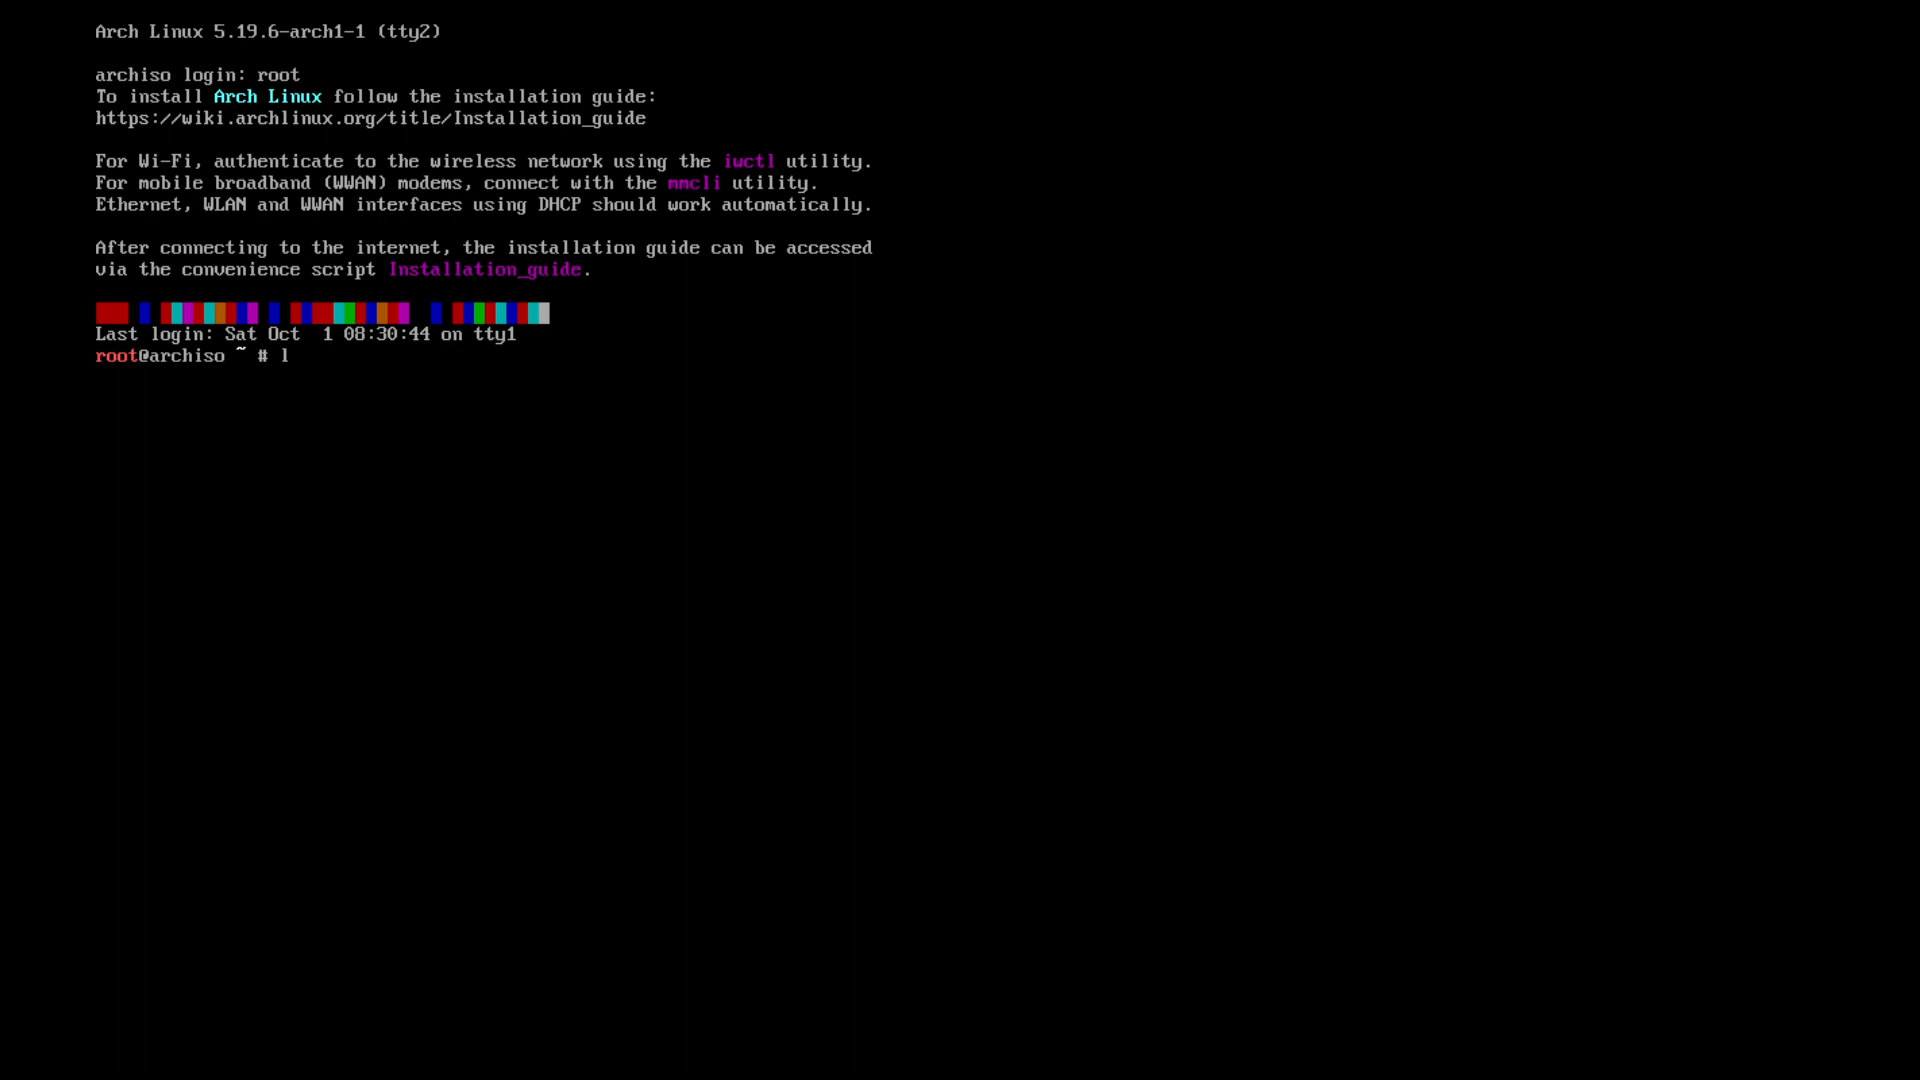 Arch Linux 5.19.6-arch1-1 (tty2)
archiso login: root
To install Arch Linux follow the installation guide:
https://wiki.archlinux.org/title/Installation_guide
For Wi-Fi, authenticate to the wireless network using the iwctl utility.
For mobile broadband (WWAN) modems, connect with the mmcli utility.
Ethernet, WLAN and WWAN interfaces using DHCP should work automatically.
After connecting to the internet, the installation guide can be accessed
via the convenience script Installation_guide.
Last login: Sat Oct  1 08:30:44 on tty1
root@archiso ~ # l